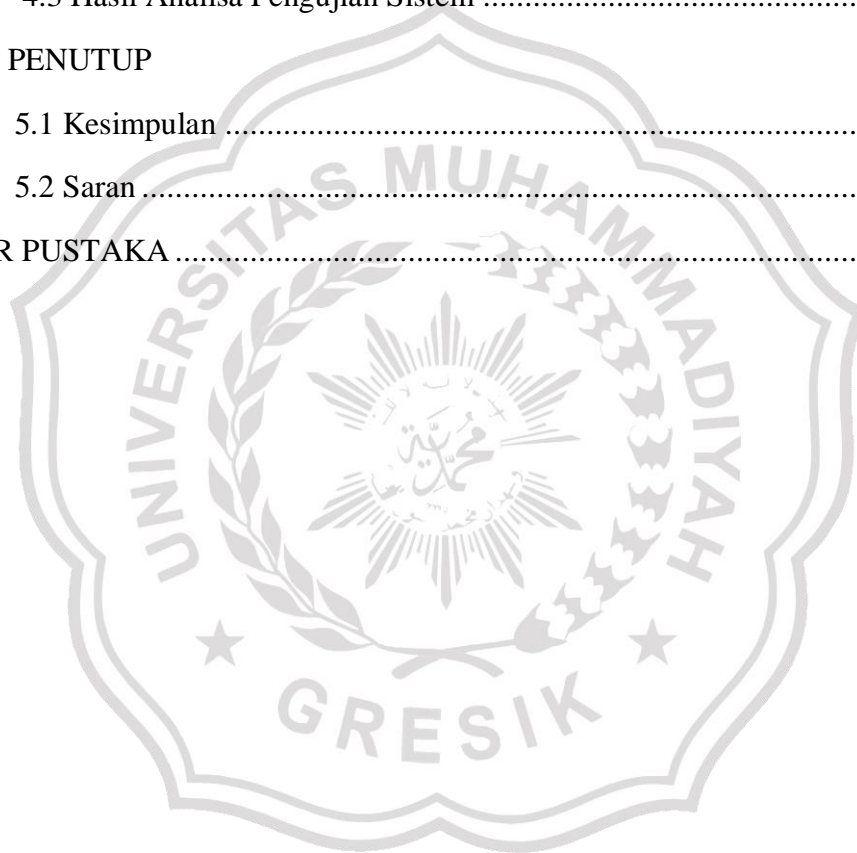 4.3 Hasil Analisa Pengujian Sistem ....................................................
PENUTUP
5.1 Kesimpulan ..............................................................................
5.2 Saran ........................................................................................
R PUSTAKA ...................................................................................
UNIVERSITAS MUHAMMADIYAH
GRESIK